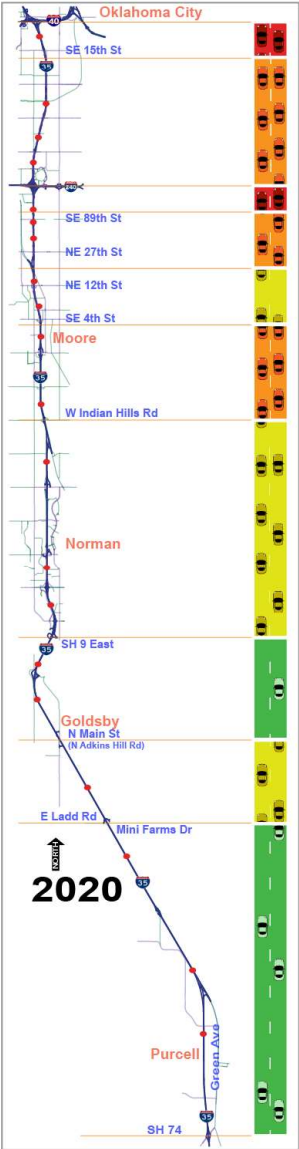 Oklahoma City
40
SE 15th St
35
240
SE 89th St
NE 27th St
NE 12th St
SE 4th St
Moore
35
W Indian Hills Rd
Norman
SH 9 East
35
Goldsby
N Main St
(N Adkins Hill Rd)
E Ladd Rd
Mini Farms Dr
NORTH
2020
35
Purcell
Green Ave
35
SH 74